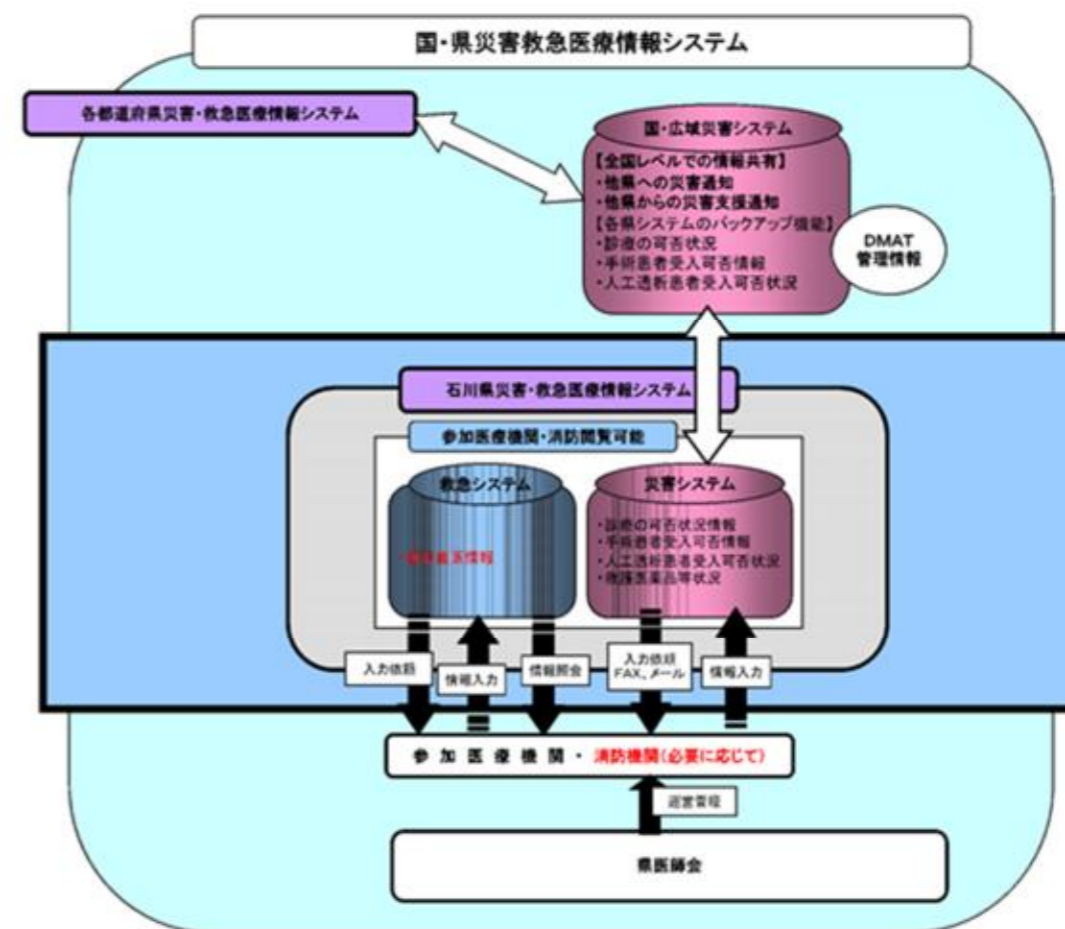 国・県災害救急医療情報システム
各都道府県災害・救急医療情報システム
国・広域災害システム
【全国レベルでの情報共有】
・他県への災害通知
・他県からの災害支援通知
【各県システムのバックアップ機能】
・診療の可否状況
・手術患者受入可否情報
・人工透析患者受入可否状況
DMAT
管理情報
石川県災害・救急医療情報システム
参加医療機関・消防閲覧可能
救急システム
系情報
災害システム
・診療の可否状況情報
・手術患者受入可否情報
・人工透析患者受入可否状況
医薬品等状況
入力依頼
情報入力
情報照会
入力依頼
FAX、メール
情報入力
参加医療機関・消防機関(必要に応じて)
運営管理
県医師会